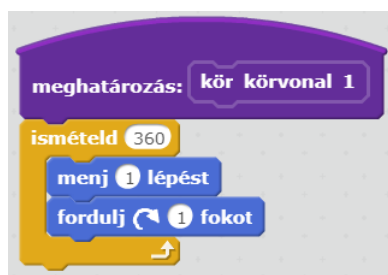 meghatározás: kör körvonal 1
ismételd 360
menj 1 lépést
fordulj 1 fokot